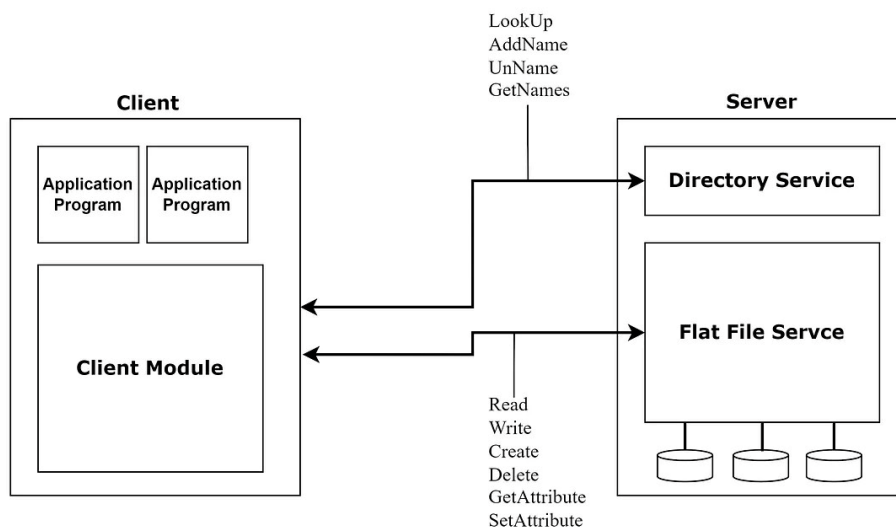 LookUp
AddName
UnName
GetNames
Client
Server
Application
Program
Application
Program
Directory Service
Client Module
Flat File Servce
Read
Write
Create
Delete
GetAttribute
SetAttribute